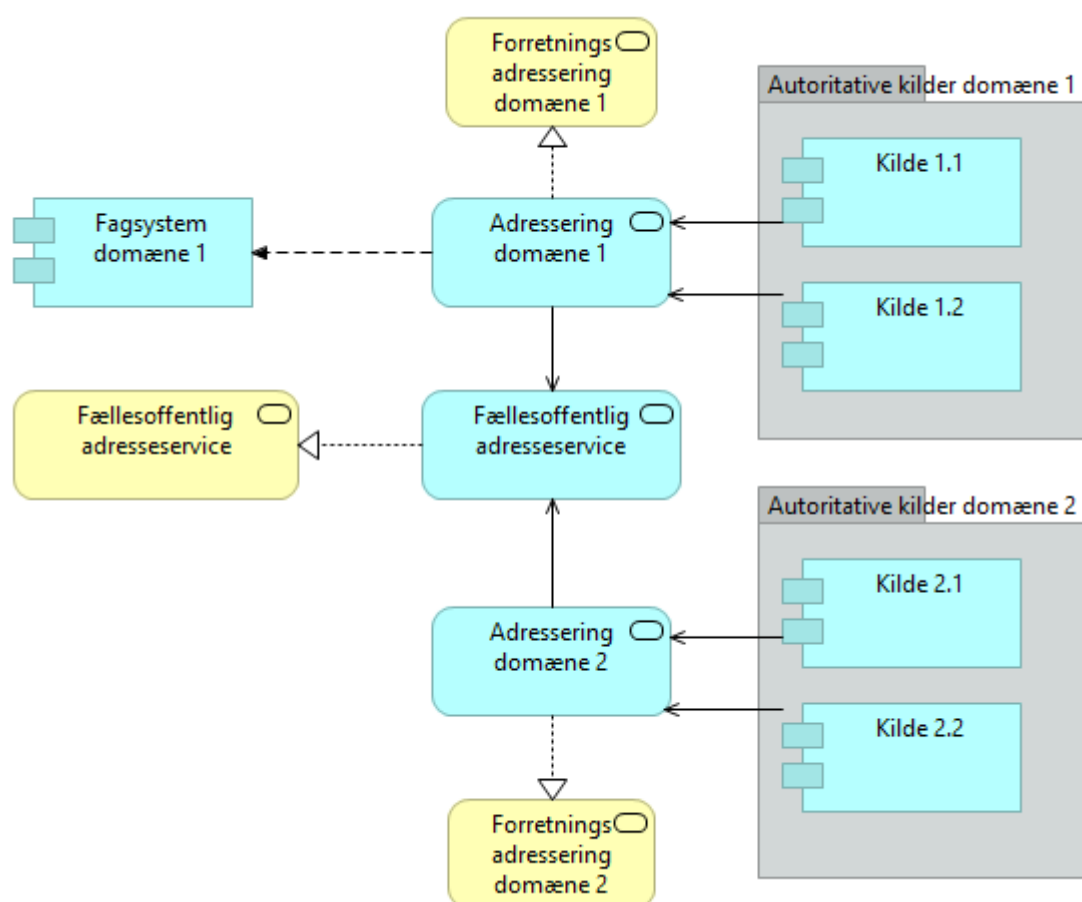 Forretnings
adressering
domæne 1
Autoritative kilder domæne 1
Kilde 1.1
Fagsystem
domæne 1
Adressering
domæne 1
Kilde 1.2
Fællesoffentlig
adresseservice
Fællesoffentlig
adresseservice
Autoritative kilder domæne 2
Kilde 2.1
Adressering
domæne 2
Kilde 2.2
Forretnings
adressering
domæne 2